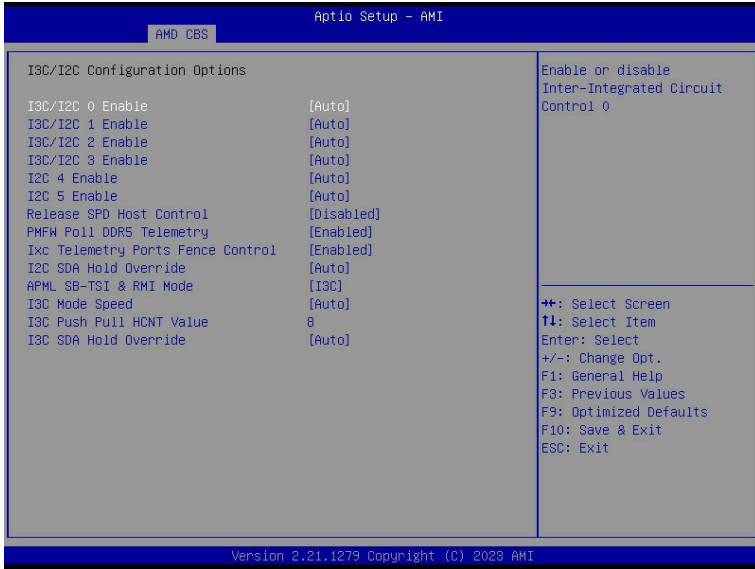 Aptio Setup - AMI
AMD CBS
I3C/I2C Configuration Options
I3C/I2C 0 Enable [Auto]
I3C/I2C 1 Enable [Auto]
I3C/I2C 2 Enable [Auto]
I3C/I2C 3 Enable [Auto]
I2C 4 Enable [Auto]
I2C 5 Enable [Auto]
Release SPD Host Control [Disabled]
PMFW Poll DDR5 Telemetry [Enabled]
Ixc Telemetry Ports Fence Control [Enabled]
I2C SDA Hold Override [Auto]
APML SB-TSI & RMI Mode [I3C]
I3C Mode Speed [Auto]
I3C Push Pull HCNT Value 8
I3C SDA Hold Override [Auto]
Enable or disable
Inter-Integrated Circuit
Control 0
→←: Select Screen
↑↓: Select Item
Enter: Select
+/-: Change Opt.
F1: General Help
F3: Previous Values
F9: Optimized Defaults
F10: Save & Exit
ESC: Exit
Version 2.21.1279 Copyright (C) 2023 AMI